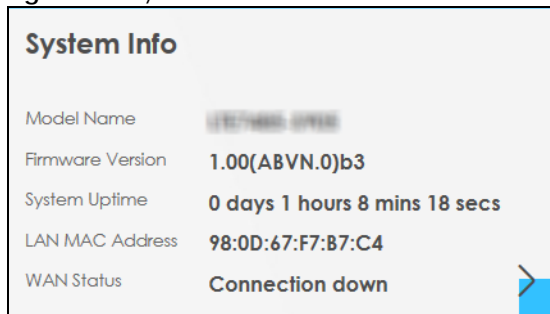 System Info
Model Name
Firmware Version 1.00(ABVN.0)b3
System Uptime 0 days 1 hours 8 mins 18 secs
LAN MAC Address 98:0D:67:F7:B7:C4
WAN Status Connection down